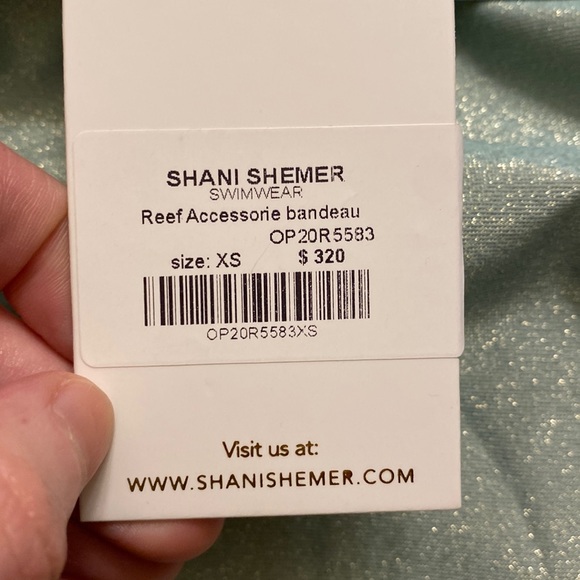 SHANI SHEMER
SWIMWEAR
Reef Accessorie bandeau
OP20R5583
size: XS $ 320
OP20R5583XS
Visit us at:
WWW.SHANISHEMER.COM